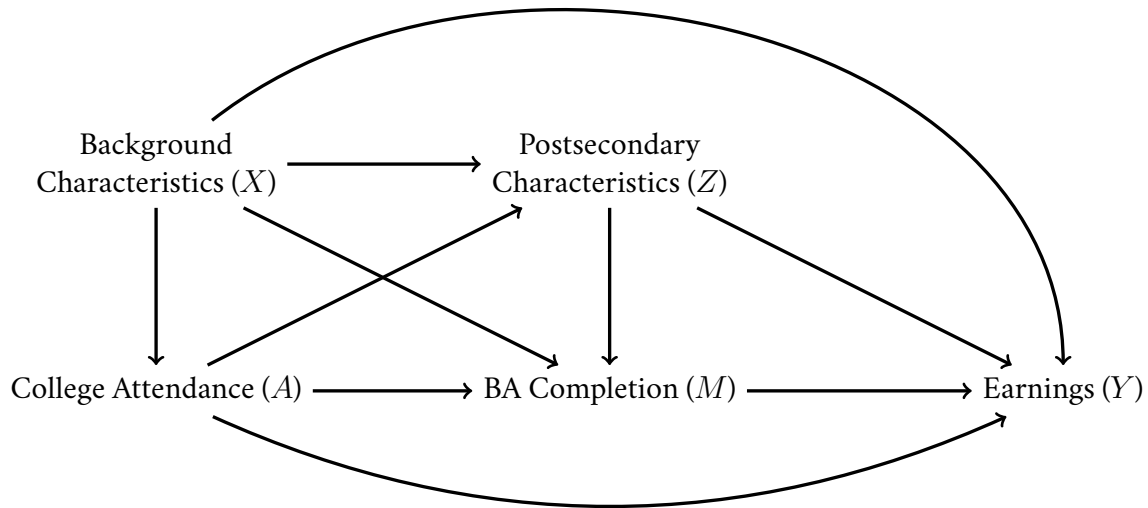 Background
Characteristics (X)
Postsecondary
Characteristics (Z)
College Attendance (A)
BA Completion (M)
Earnings (Y)